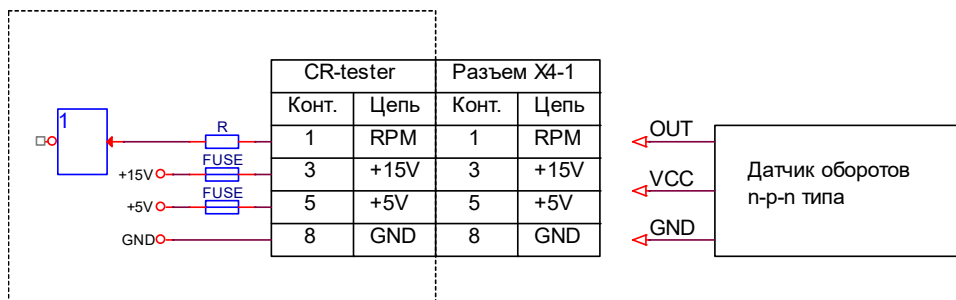 CR-tester Разъем X4-1
Конт. Цепь Конт. Цепь
1 R 1 RPM 1 RPM OUT
FUSE
+15V 3 +15V 3 +15V VCC
FUSE
+5V 5 +5V 5 +5V
GND 8 GND 8 GND GND
Датчик оборотов
n-p-n типа